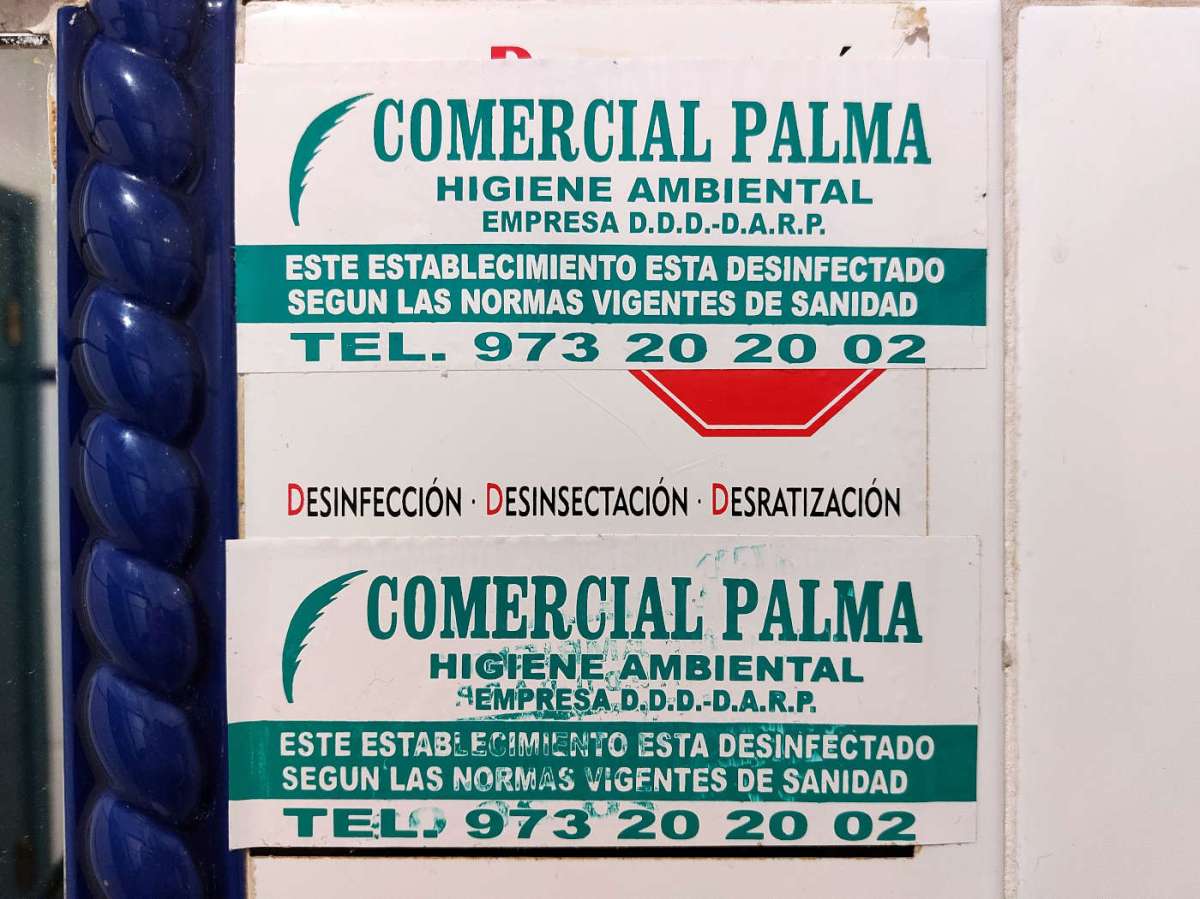 COMERCIAL PALMA
HIGIENE AMBIENTAL
EMPRESA D.D.D.-D.A.R.P.
ESTE ESTABLECIMIENTO ESTA DESINFECTADO
SEGUN LAS NORMAS VIGENTES DE SANIDAD
TEL. 973 20 20 02
DESINFECCIÓN · DESINSECTACIÓN · DESRATIZACIÓN
COMERCIAL PALMA
HIGIENE AMBIENTAL
EMPRESA D.D.D.-D.A.R.P.
ESTE ESTABLECIMIENTO ESTA DESINFECTADO
SEGUN LAS NORMAS VIGENTES DE SANIDAD
TEL. 973 20 20 02